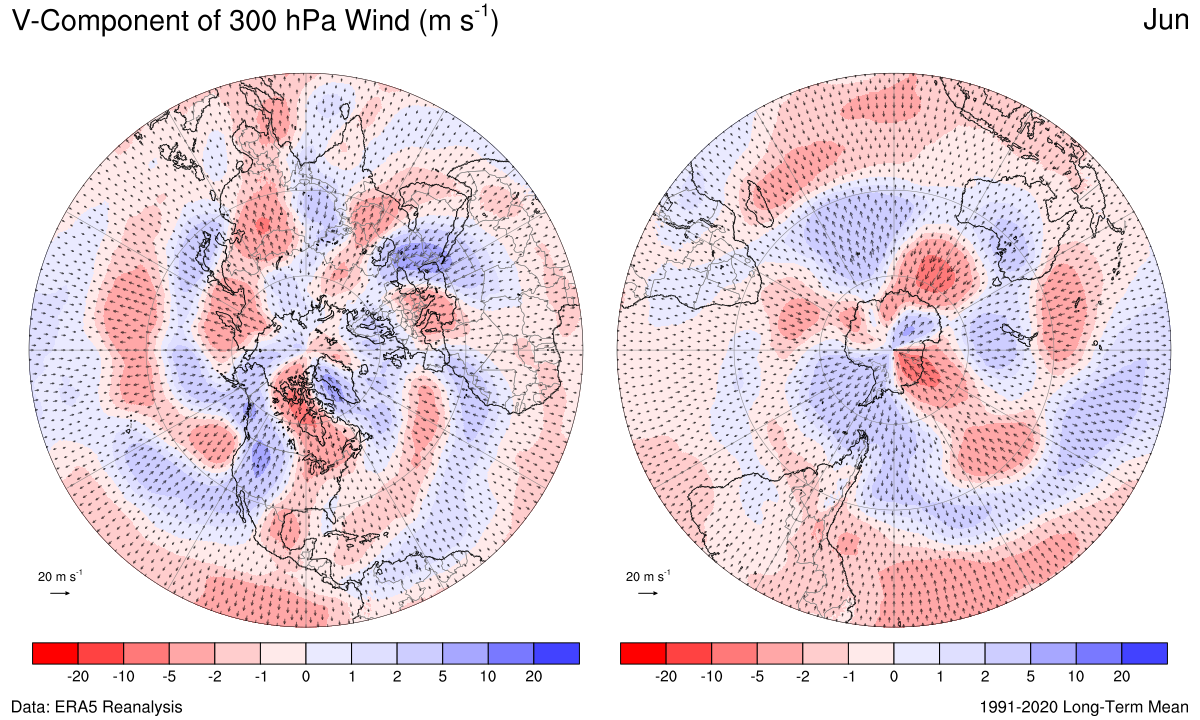 V-Component of 300 hPa Wind (m s-1) Jun
20 m s-1 20 m s-1
-20 -10 -5 -2 -1 0 1 2 5 10 20 -20 -10 -5 -2 -1 0 1 2 5 10 20
Data: ERA5 Reanalysis 1991-2020 Long-Term Mean